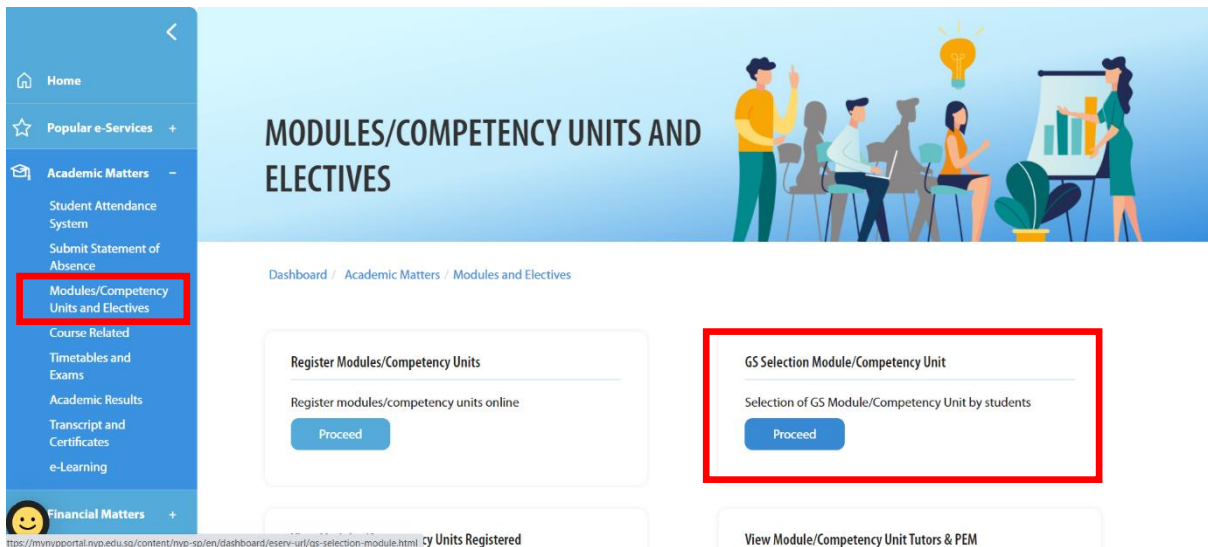 Home
Popular e-Services +
Academic Matters −
Student Attendance
System
Submit Statement of
Absence
Modules/Competency
Units and Electives
Course Related
Timetables and
Exams
Academic Results
Transcript and
Certificates
e-Learning
Financial Matters +
ttps://mynypportal.nyp.edu.sg/content/nyp-sp/en/dashboard/eserv-url/gs-selection-module.html
MODULES/COMPETENCY UNITS AND
ELECTIVES
Dashboard / Academic Matters / Modules and Electives
Register Modules/Competency Units
Register modules/competency units online
Proceed
GS Selection Module/Competency Unit
Selection of GS Module/Competency Unit by students
Proceed
cy Units Registered
View Module/Competency Unit Tutors & PEM